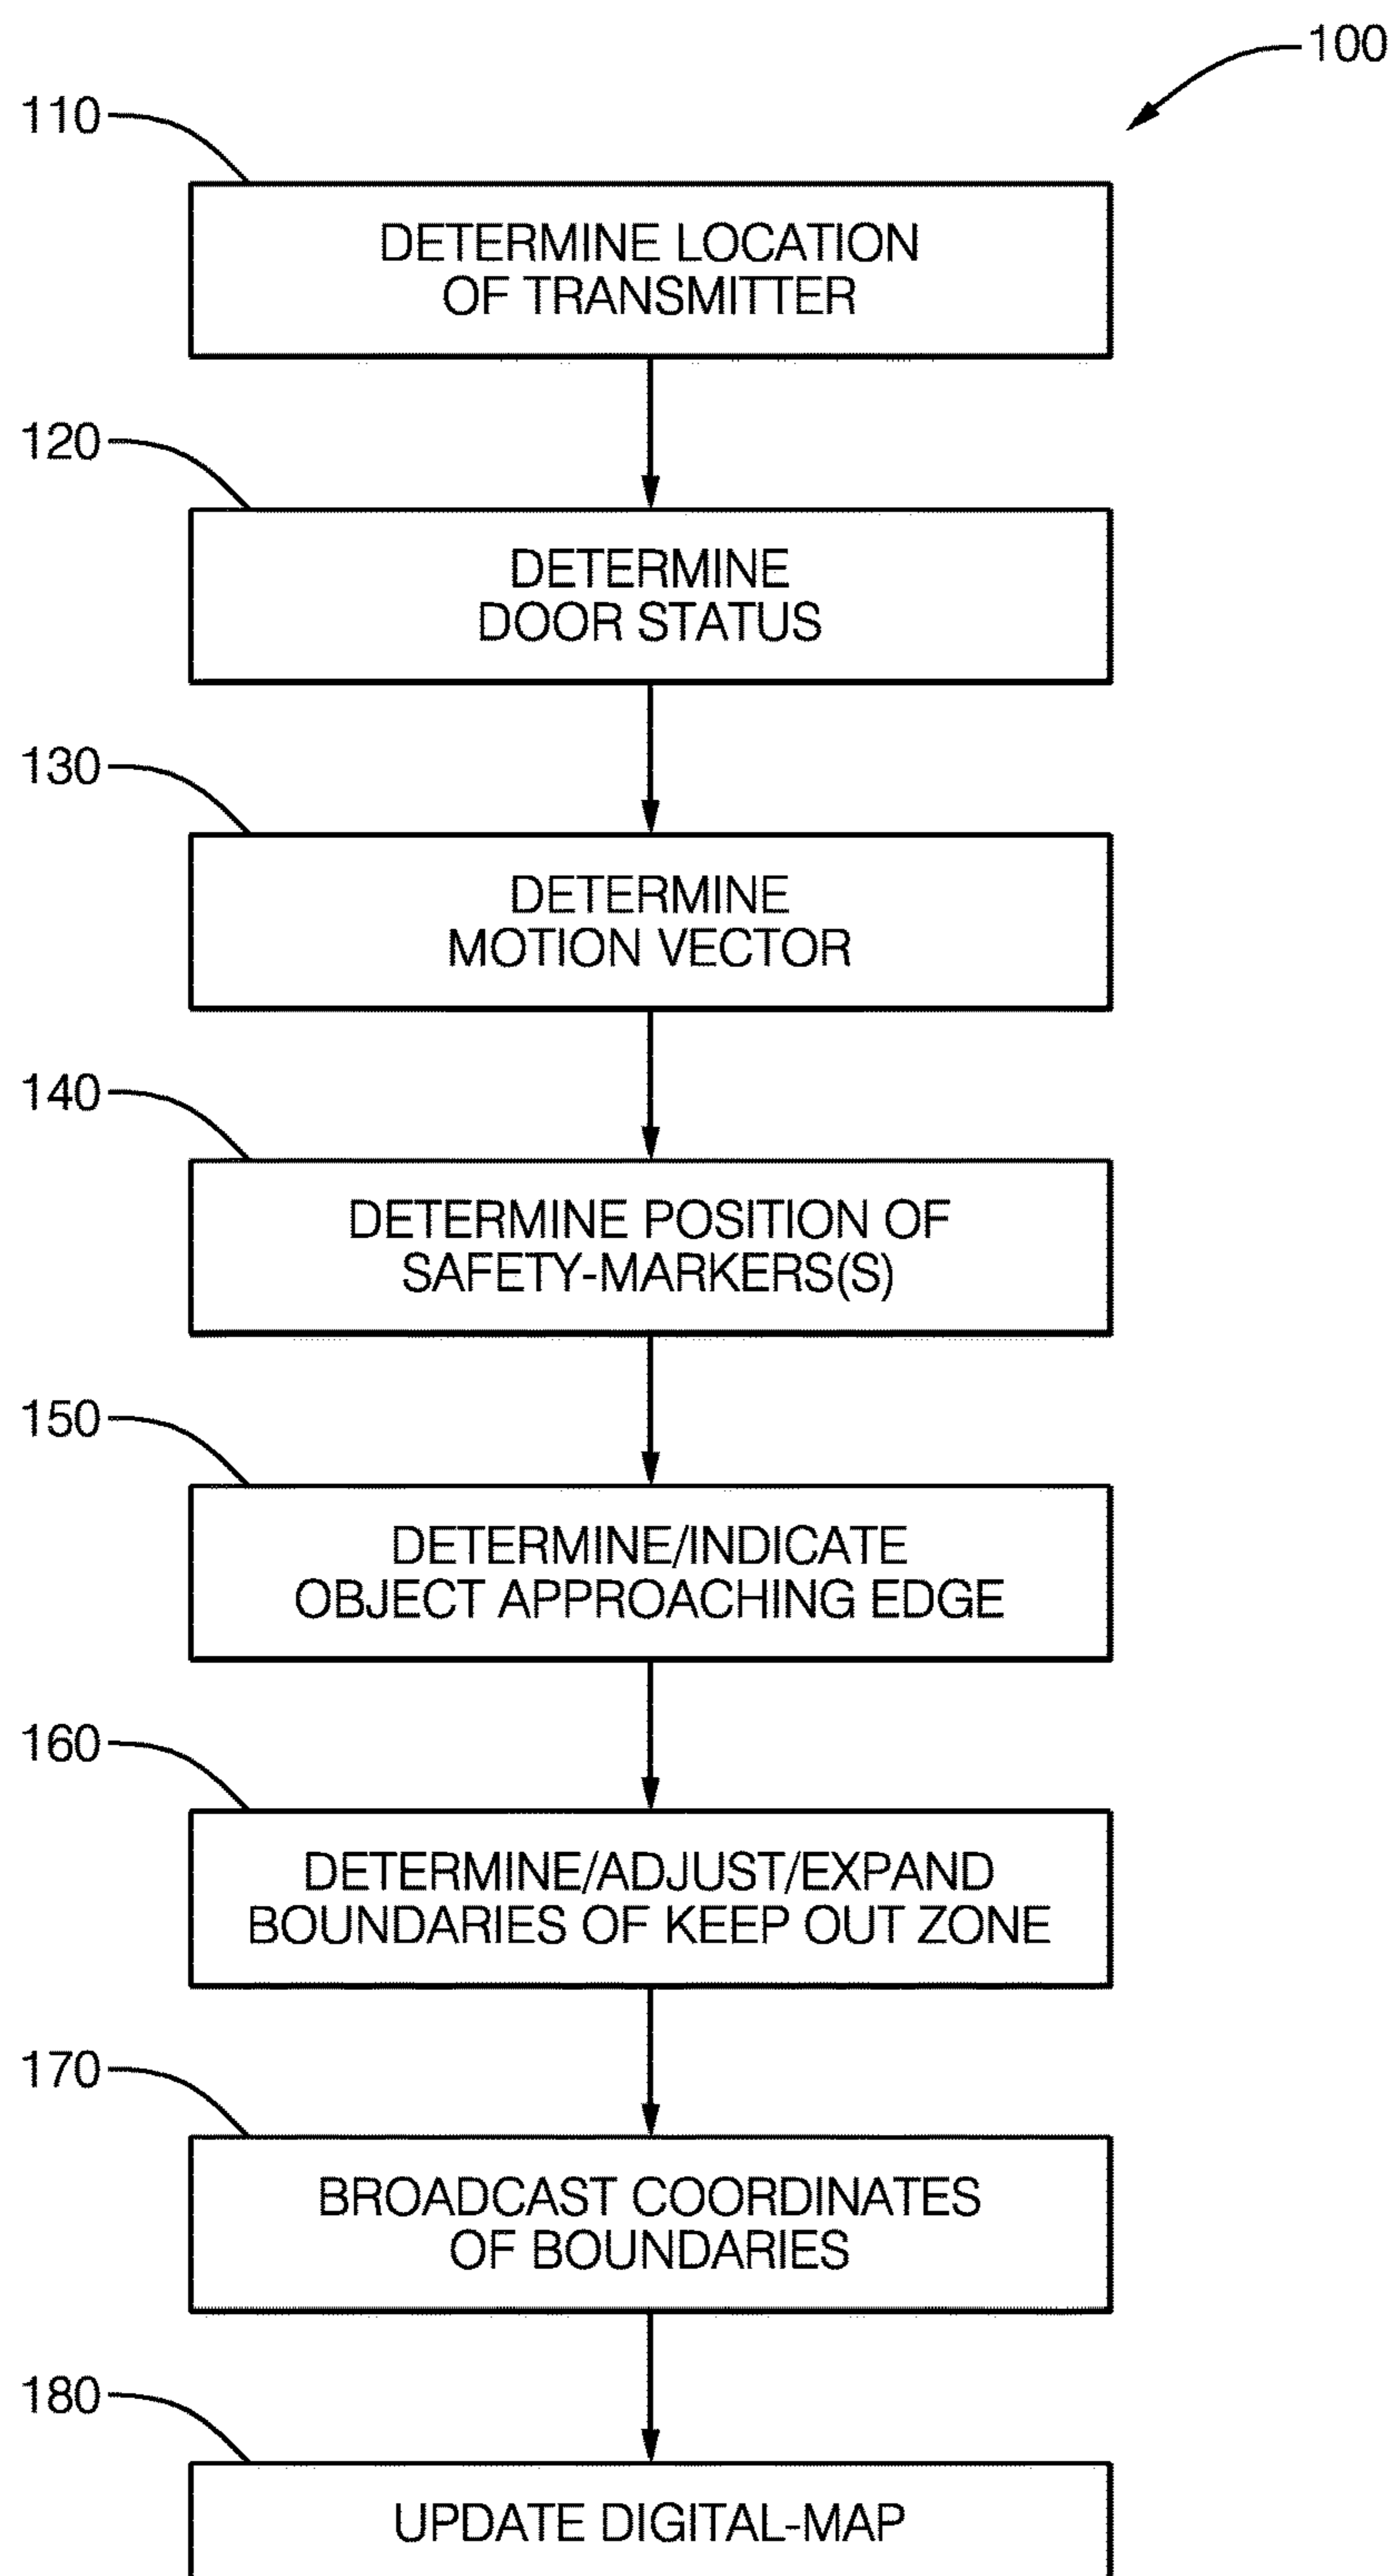 100
110
DETERMINE LOCATION
OF TRANSMITTER
120
DETERMINE
DOOR STATUS
130
DETERMINE
MOTION VECTOR
140
DETERMINE POSITION OF
SAFETY-MARKERS(S)
150
DETERMINE/INDICATE
OBJECT APPROACHING EDGE
160
DETERMINE/ADJUST/EXPAND
BOUNDARIES OF KEEP OUT ZONE
170
BROADCAST COORDINATES
OF BOUNDARIES
180
UPDATE DIGITAL-MAP